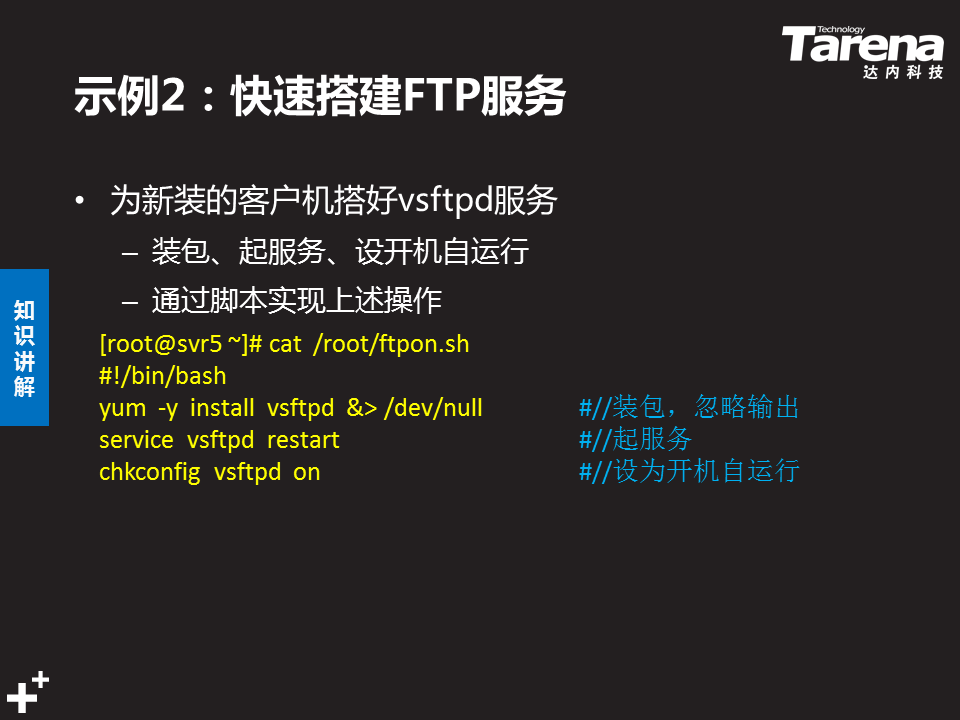 Technology
Tarena
达内科技
示例2：快速搭建FTP服务
• 为新装的客户机搭好vsftpd服务
– 装包、起服务、设开机自运行
– 通过脚本实现上述操作
知识讲解
[root@svr5 ~]# cat /root/ftpon.sh
#!/bin/bash
yum -y install vsftpd &> /dev/null #//装包，忽略输出
service vsftpd restart #//起服务
chkconfig vsftpd on #//设为开机自运行